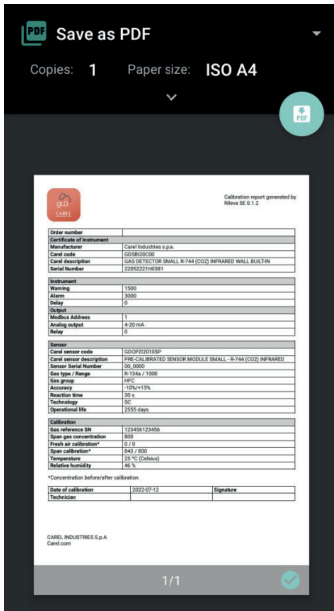 PDF Save as PDF
Copies: 1 Paper size: ISO A4
PDF
glO
CAREL
Calibration report generated by
Rileva SE 0.1.2
Order number
Certificate of Instrument
Manufacturer Carel Industries s.p.a.
Carel code GDSBI20C00
Carel description GAS DETECTOR SMALL R-744 (CO2) INFRARED WALL BUILT-IN
Serial Number 22052221H0381
Instrument
Warning 1500
Alarm 3000
Delay 0
Output
Modbus Address 1
Analog output 4-20 mA
Relay 0
Sensor
Carel sensor code GDOPZI2010SP
Carel sensor description PRE-CALIBRATED SENSOR MODULE SMALL - R-744 (CO2) INFRARED
Sensor Serial Number 00_0000
Gas type / Range R-134a / 1000
Gas group HFC
Accuracy -10%/+15%
Reaction time 30 s
Technology SC
Operational life 2555 days
Calibration
Gas reference SN 123456123456
Span gas concentration 800
Fresh air calibration* 0 / 0
Span calibration* 843 / 800
Temperature 25 °C (Celsius)
Relative humidity 46 %
*Concentration before/after calibration
Date of calibration 2022-07-12 Signature
Technician
CAREL INDUSTRIES S.p.A
Carel.com
1/1